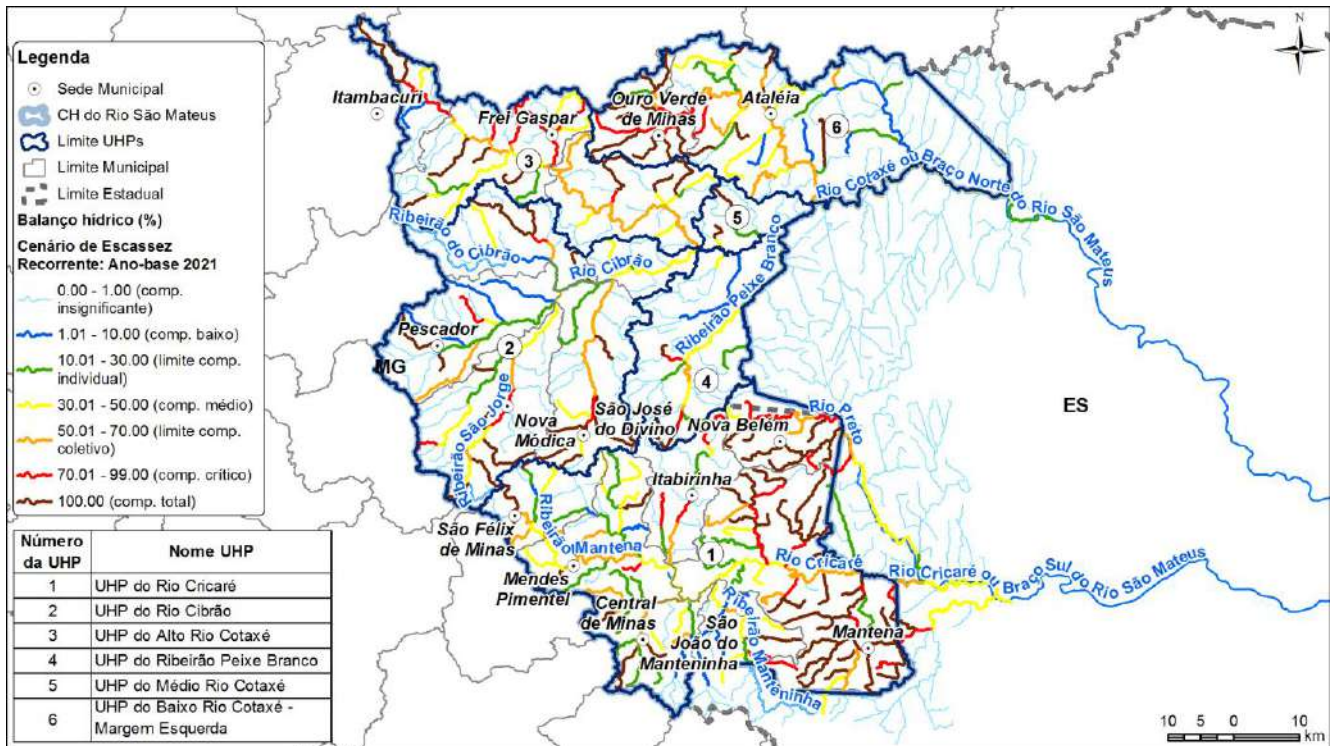 Legenda
Sede Municipal
CH do Rio São Mateus
Limite UHPs
Limite Municipal
Limite Estadual
Balanço hídrico (%)
Cenário de Escassez
Recorrente: Ano-base 2021
0.00 - 1.00 (comp.
insignificante)
1.01 - 10.00 (comp. baixo)
10.01 - 30.00 (limite comp.
individual)
30.01 - 50.00 (comp. médio)
50.01 - 70.00 (limite comp.
coletivo)
70.01 - 99.00 (comp. crítico)
100.00 (comp. total)
Número
da UHP
Nome UHP
1 UHP do Rio Cricaré
2 UHP do Rio Cibrão
3 UHP do Alto Rio Cotaxé
4 UHP do Ribeirão Peixe Branco
5 UHP do Médio Rio Cotaxé
6 UHP do Baixo Rio Cotaxé -
Margem Esquerda
N
Itambacuri
Frei Gaspar
Ouro Verde
de Minas
Ataléia
3
6
5
Rio Cotaxé ou Braço Norte do Rio São Mateus
Ribeirão do Cibrão
Rio Cibrão
Ribeirão Peixe Branco
Pescador
MG
2
4
ES
Ribeirão São Jorge
Nova
Módica
São José
do Divino
Nova Belém
Rio Preto
Itabirinha
São Félix
de Minas
Ribeirão Mantena
1
Rio Cricaré
Rio Cricaré ou Braço Sul do Rio São Mateus
Mendes
Pimentel
Central
de Minas
São
João do
Manteninha
Ribeirão Manteninha
Mantena
10 5 0 10
km